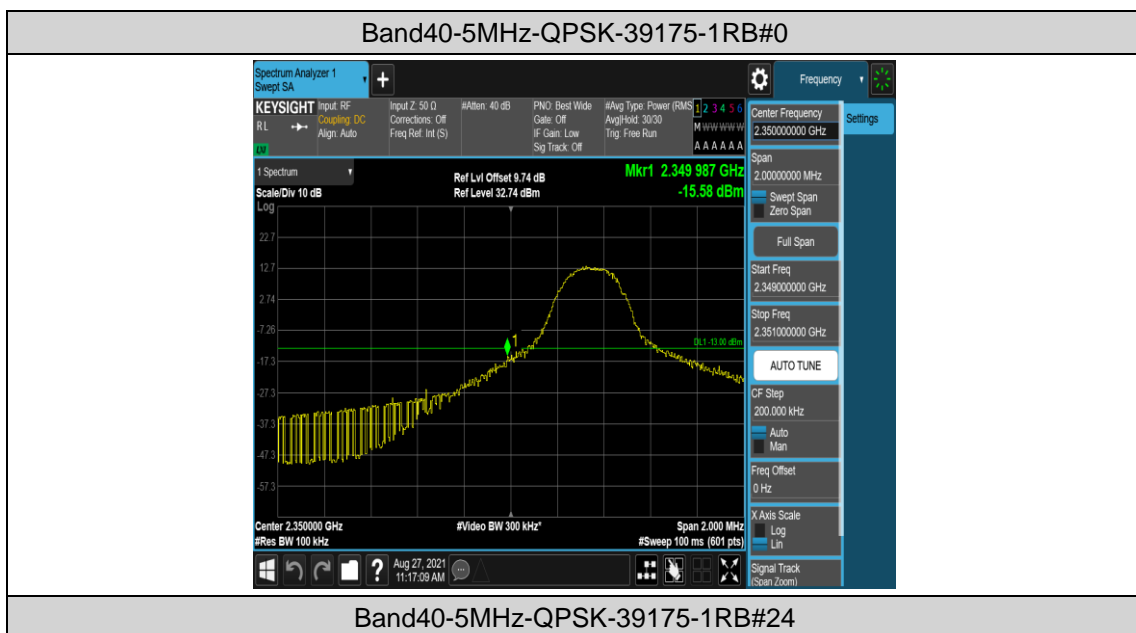 Band40-5MHz-QPSK-39175-1RB#0
Spectrum Analyzer 1
Swept SA
+
Frequency
KEYSIGHT
RL
LXI
Input: RF
Coupling: DC
Align: Auto
Input Z: 50 Ω
Corrections: Off
Freq Ref: Int (S)
#Atten: 40 dB
PNO: Best Wide
Gate: Off
IF Gain: Low
Sig Track: Off
#Avg Type: Power (RMS
Avg|Hold: 30/30
Trig: Free Run
1 2 3 4 5 6
M W W W W W
A A A A A A
1 Spectrum
Scale/Div 10 dB
Ref Lvl Offset 9.74 dB
Ref Level 32.74 dBm
Mkr1 2.349 987 GHz
-15.58 dBm
Log
22.7
12.7
2.74
-7.26
-17.3
-27.3
-37.3
-47.3
-57.3
1
DL1 -13.00 dBm
Center 2.350000 GHz
#Res BW 100 kHz
#Video BW 300 kHz*
Span 2.000 MHz
#Sweep 100 ms (601 pts)
Center Frequency
2.350000000 GHz
Settings
Span
2.00000000 MHz
Swept Span
Zero Span
Full Span
Start Freq
2.349000000 GHz
Stop Freq
2.351000000 GHz
AUTO TUNE
CF Step
200.000 kHz
Auto
Man
Freq Offset
0 Hz
X Axis Scale
Log
Lin
Signal Track
(Span Zoom)
?
Aug 27, 2021
11:17:09 AM
Band40-5MHz-QPSK-39175-1RB#24